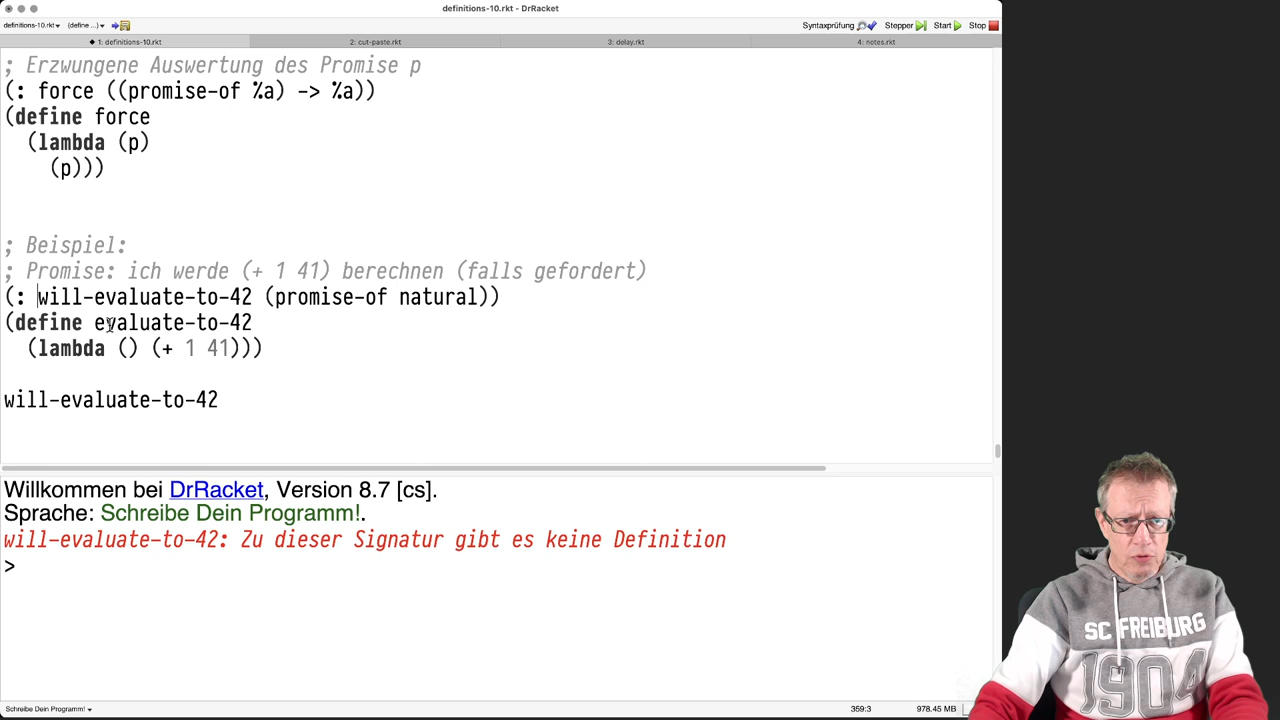 definitions-10.rkt - DrRacket
definitions-10.rkt (define ...) Syntaxprüfung Stepper Start Stop
1: definitions-10.rkt 2: cut-paste.rkt 3: delay.rkt 4: notes.rkt
; Erzwungene Auswertung des Promise p
(: force ((promise-of %a) -> %a))
(define force
(lambda (p)
(p)))
; Beispiel:
; Promise: ich werde (+ 1 41) berechnen (falls gefordert)
(: will-evaluate-to-42 (promise-of natural))
(define evaluate-to-42
(lambda () (+ 1 41)))
will-evaluate-to-42
Willkommen bei DrRacket, Version 8.7 [cs].
Sprache: Schreibe Dein Programm!.
will-evaluate-to-42: Zu dieser Signatur gibt es keine Definition
>
SC FREIBURG
1904
Schreibe Dein Programm! 359:3 978.45 MB